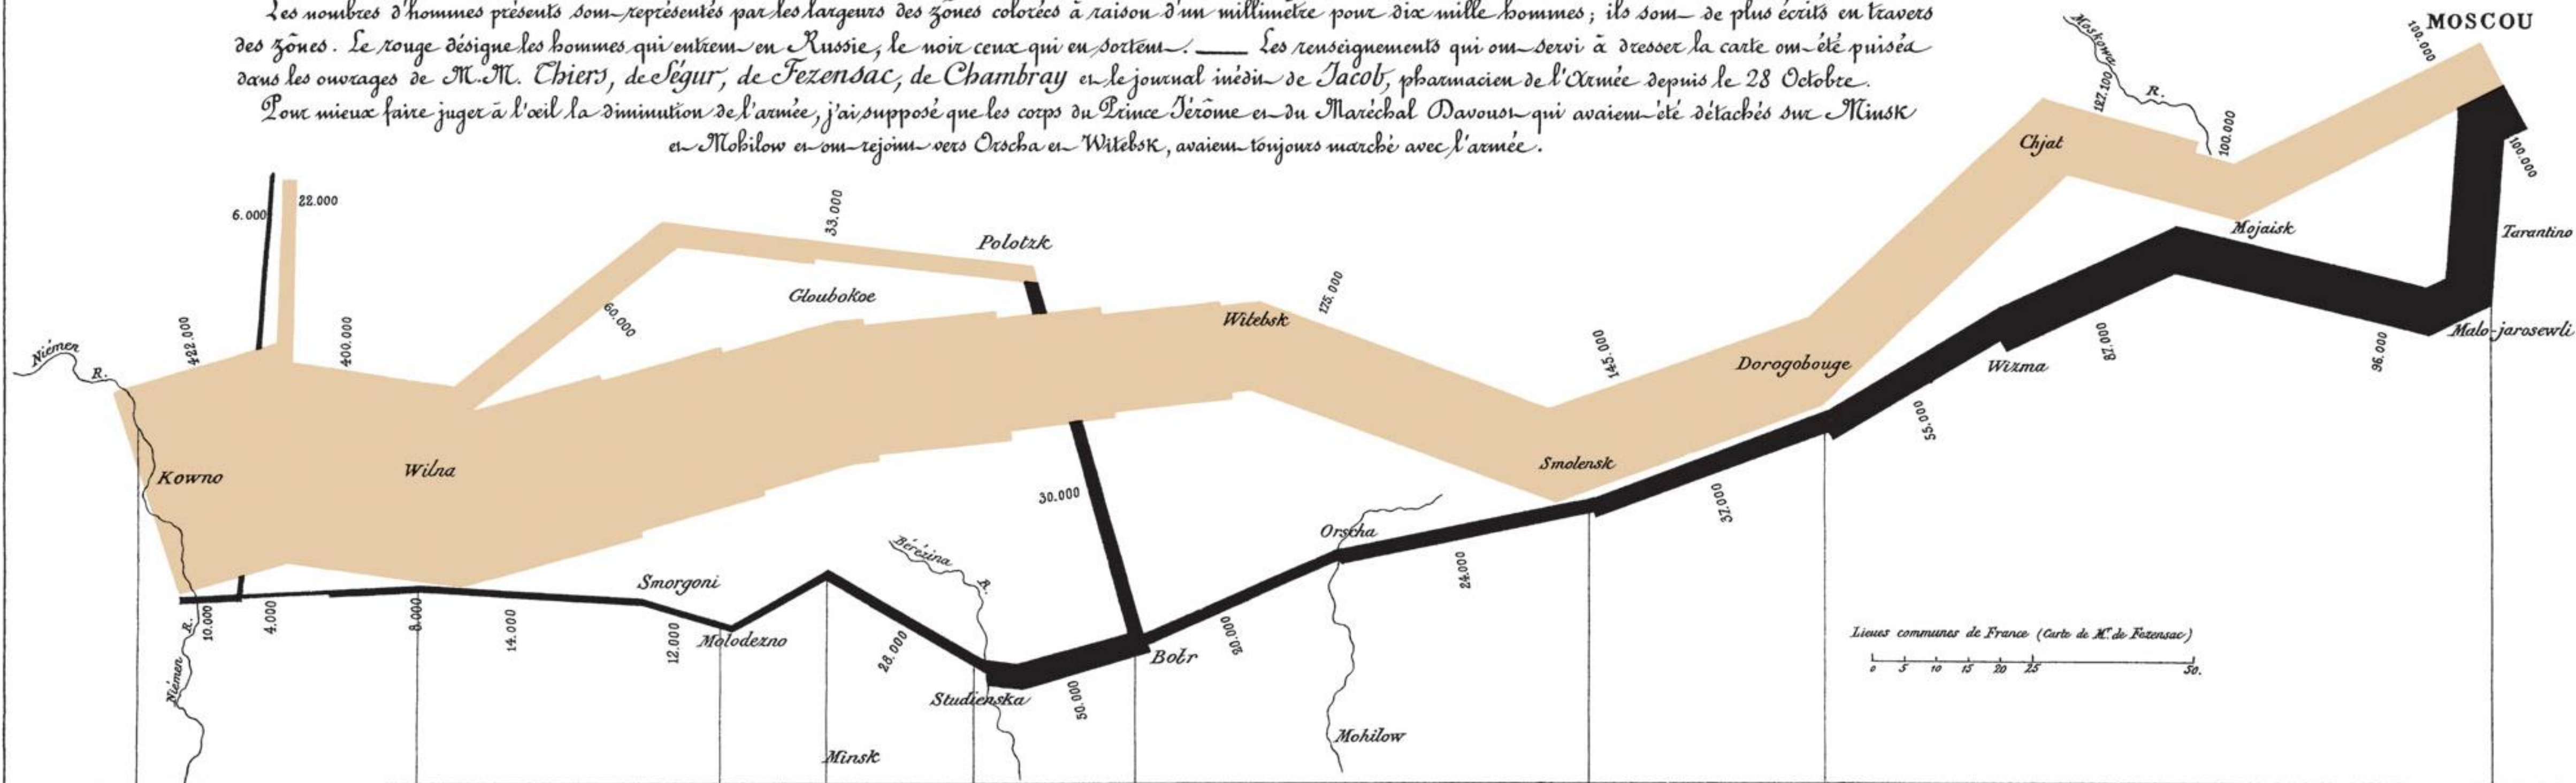 Les nombres d'hommes présents sont représentés par les largeurs des zônes colorées à raison d'un millimètre pour dix mille hommes; ils sont de plus écrits en travers
des zônes. Le rouge désigne les hommes qui entrent en Russie, le noir ceux qui en sortent. — Les renseignements qui ont servi à dresser la carte ont été puisés
dans les ouvrages de M.M. Thiers, de Ségur, de Fezensac, de Chambray et le journal inédit de Jacob, pharmacien de l'Armée depuis le 28 Octobre.
Pour mieux faire juger à l'œil la diminution de l'armée, j'ai supposé que les corps du Prince Jérôme et du Maréchal Davoust qui avaient été détachés sur Minsk
et Mohilow et ont rejoint vers Orscha et Witebsk, avaient toujours marché avec l'armée.
MOSCOU
100.000
Moskowa
R.
127.100
100.000
100.000
Chjat
Mojaisk
Tarantino
Malo-jarosewli
6.000
22.000
33.000
Polotzk
Gloubokoe
60.000
422.000
400.000
175.000
Witebsk
145.000
Dorogobouge
Wizma
87.000
96.000
55.000
Niémen
R.
Kowno
Wilna
Smolensk
37.000
30.000
Orscha
24.000
Bérézina
R.
Smorgoni
Molodezno
10.000
4.000
8.000
14.000
12.000
28.000
Studienska
50.000
Bobr
20.000
Niémen
R.
Minsk
Mohilow
Lieues communes de France (Carte de Mr. de Fezensac)
0 5 10 15 20 25 50.